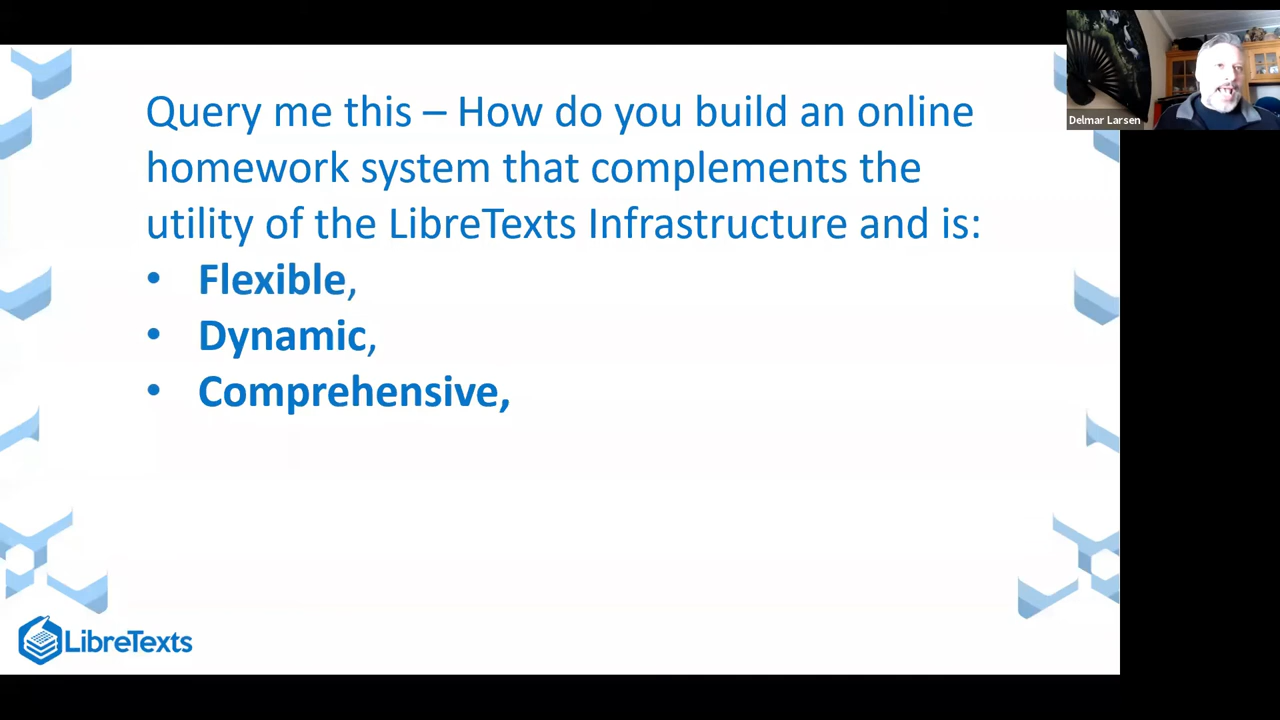 Query me this – How do you build an online
homework system that complements the
utility of the LibreTexts Infrastructure and is:
• Flexible,
• Dynamic,
• Comprehensive,
LibreTexts
Delmar Larsen